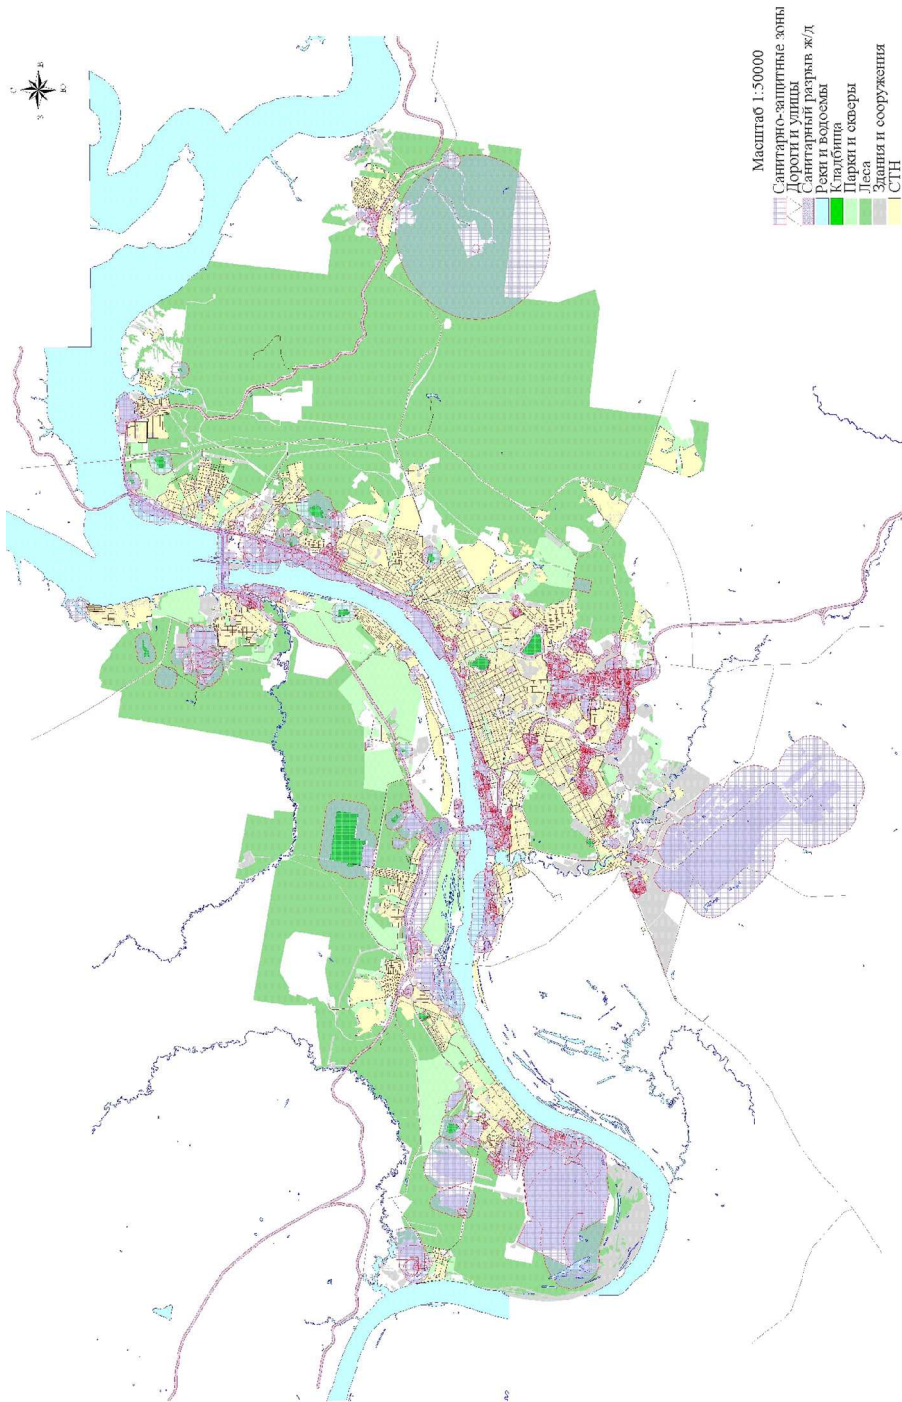 С
В
З
Ю
Масштаб 1:50000
Санитарно-защитные зоны
Дороги и улицы
Санитарный разрыв ж/д
Реки и водоемы
Кладбища
Парки и скверы
Леса
Здания и сооружения
СТН